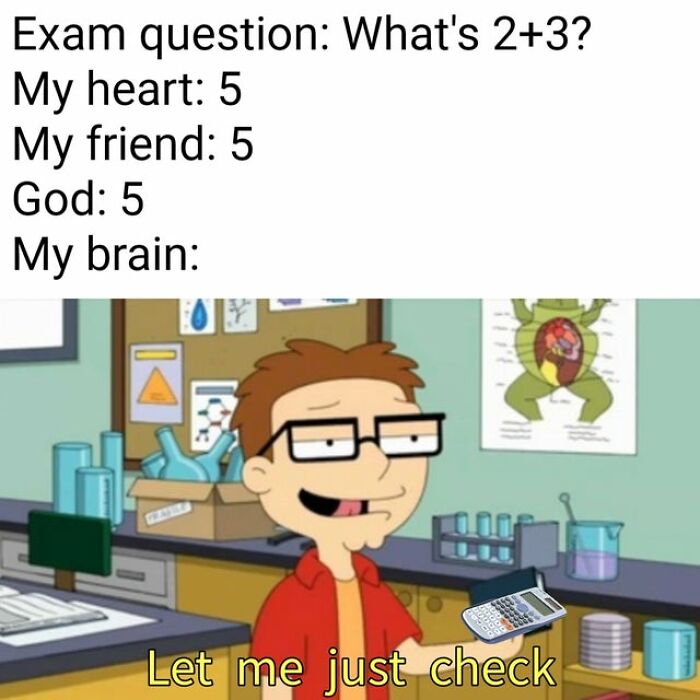 Exam question: What's 2+3?
My heart: 5
My friend: 5
God: 5
My brain:
FRAGILE
Let me just check